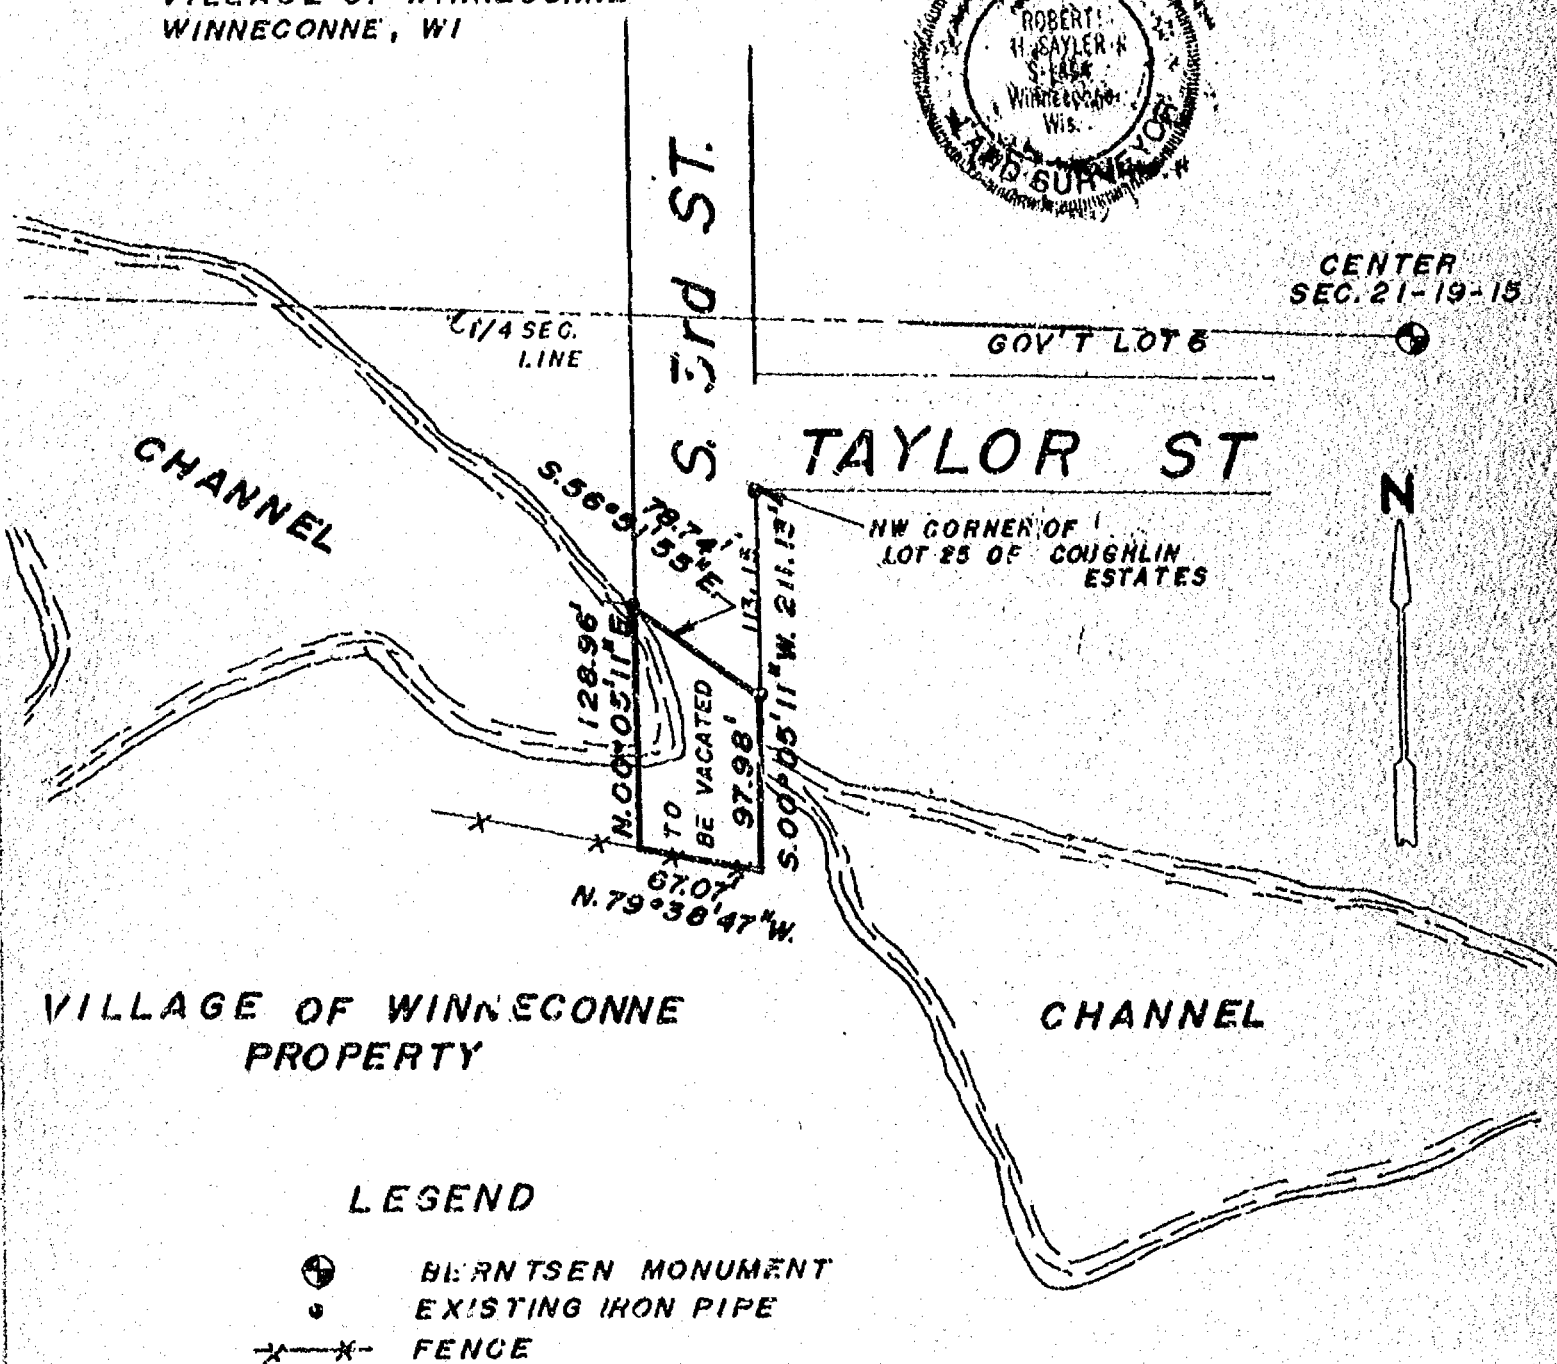 WINNECONNE, WI
ROBERT
H. SAYLER
Winneconne
Wis.
LAND SURVEYOR
S. 3rd ST.
CENTER
SEC. 21-19-15
1/4 SEC.
LINE
GOV'T LOT 6
TAYLOR ST
CHANNEL
N
S.56°51'55"E.
78.74'
NW CORNER OF
LOT 25 OF COUGHLIN
ESTATES
113.15
S.00°05'11"W. 211.13'
128.96'
N.00°05'11"E
TO
BE VACATED
97.98'
67.07'
N.79°38'47"W.
VILLAGE OF WINNECONNE
PROPERTY
CHANNEL
LEGEND
BERNTSEN MONUMENT
EXISTING IRON PIPE
FENCE